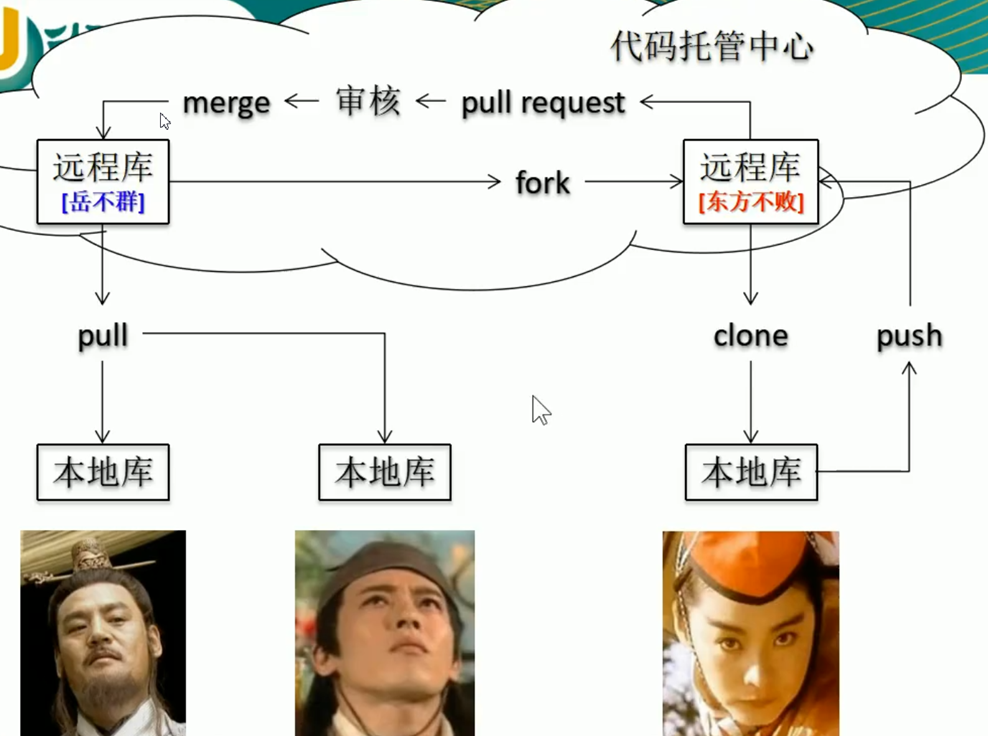 代码托管中心
merge
审核
pull request
远程库
[岳不群]
fork
远程库
[东方不败]
pull
clone
push
本地库
本地库
本地库